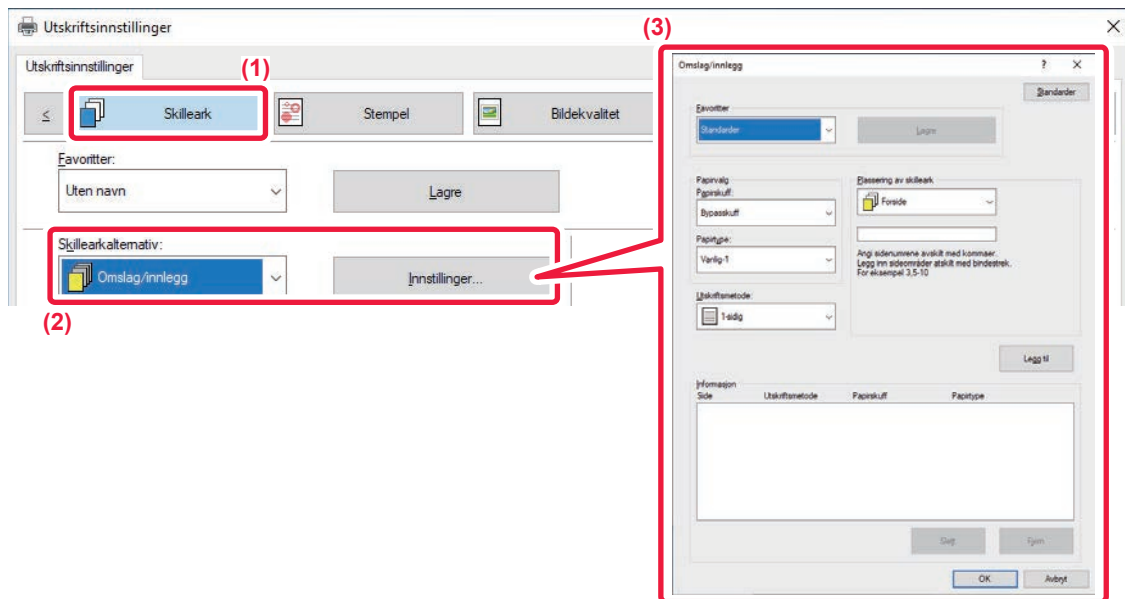 Utskriftsinnstillinger
Utskriftsinnstillinger
(1)
<
Skilleark
Stempel
Bildekvalitet
Favoritter:
Uten navn
Lagre
Skillearkalternativ:
Omslag/innlegg
Innstillinger...
(2)
(3)
Omslag/innlegg
?
Standarder
Favoritter
Standarder
Lagre
Papirvalg
Papirskuff:
Bypasskuff
Papirtype:
Vanlig-1
Utskriftsmetode:
1-sidig
Plassering av skilleark
Forside
Angi sidenumrene avskilt med kommaer.
Legg inn sideområder atskilt med bindestrek.
For eksempel 3,5-10
Legg til
Informasjon
Side Utskriftsmetode Papirskuff Papirtype
Slett Fjern
OK Avbryt